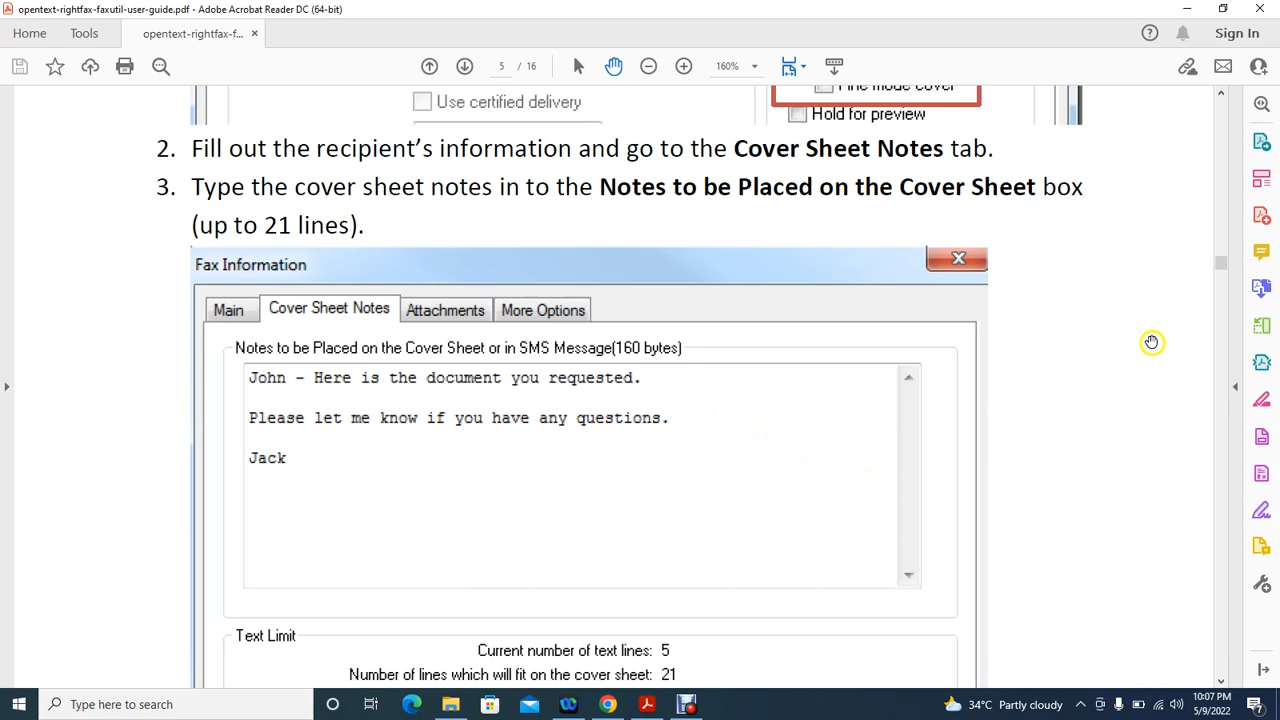 opentext-rightfax-faxutil-user-guide.pdf - Adobe Acrobat Reader DC (64-bit)
Home Tools opentext-rightfax-f... × Sign In
5 / 16 160%
Fine mode cover
Use certified delivery
Hold for preview
2. Fill out the recipient’s information and go to the Cover Sheet Notes tab.
3. Type the cover sheet notes in to the Notes to be Placed on the Cover Sheet box
(up to 21 lines).
Fax Information
Main Cover Sheet Notes Attachments More Options
Notes to be Placed on the Cover Sheet or in SMS Message(160 bytes)
John - Here is the document you requested.
Please let me know if you have any questions.
Jack
Text Limit
Current number of text lines: 5
Number of lines which will fit on the cover sheet: 21
Type here to search
34°C Partly cloudy
10:07 PM
5/9/2022
7